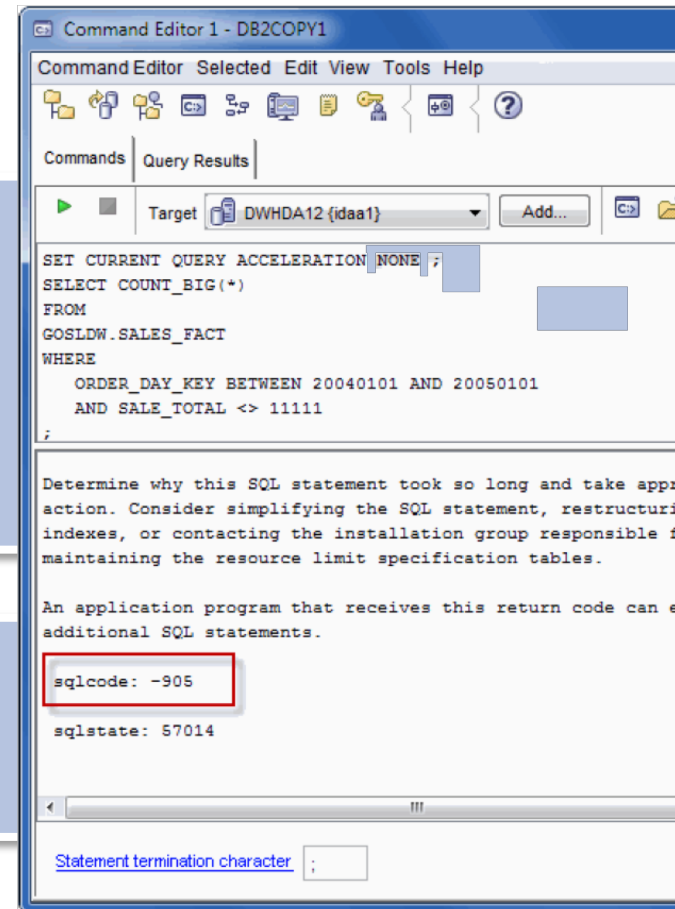 Command Editor 1 - DB2COPY1
Command Editor Selected Edit View Tools Help
Commands Query Results
Target DWHDA12 {idaa1} Add...
SET CURRENT QUERY ACCELERATION NONE ;
SELECT COUNT_BIG(*)
FROM
GOSLDW.SALES_FACT
WHERE
ORDER_DAY_KEY BETWEEN 20040101 AND 20050101
AND SALE_TOTAL <> 11111
;
Determine why this SQL statement took so long and take appr
action. Consider simplifying the SQL statement, restructuri
indexes, or contacting the installation group responsible f
maintaining the resource limit specification tables.
An application program that receives this return code can e
additional SQL statements.
sqlcode: -905
sqlstate: 57014
Statement termination character ;